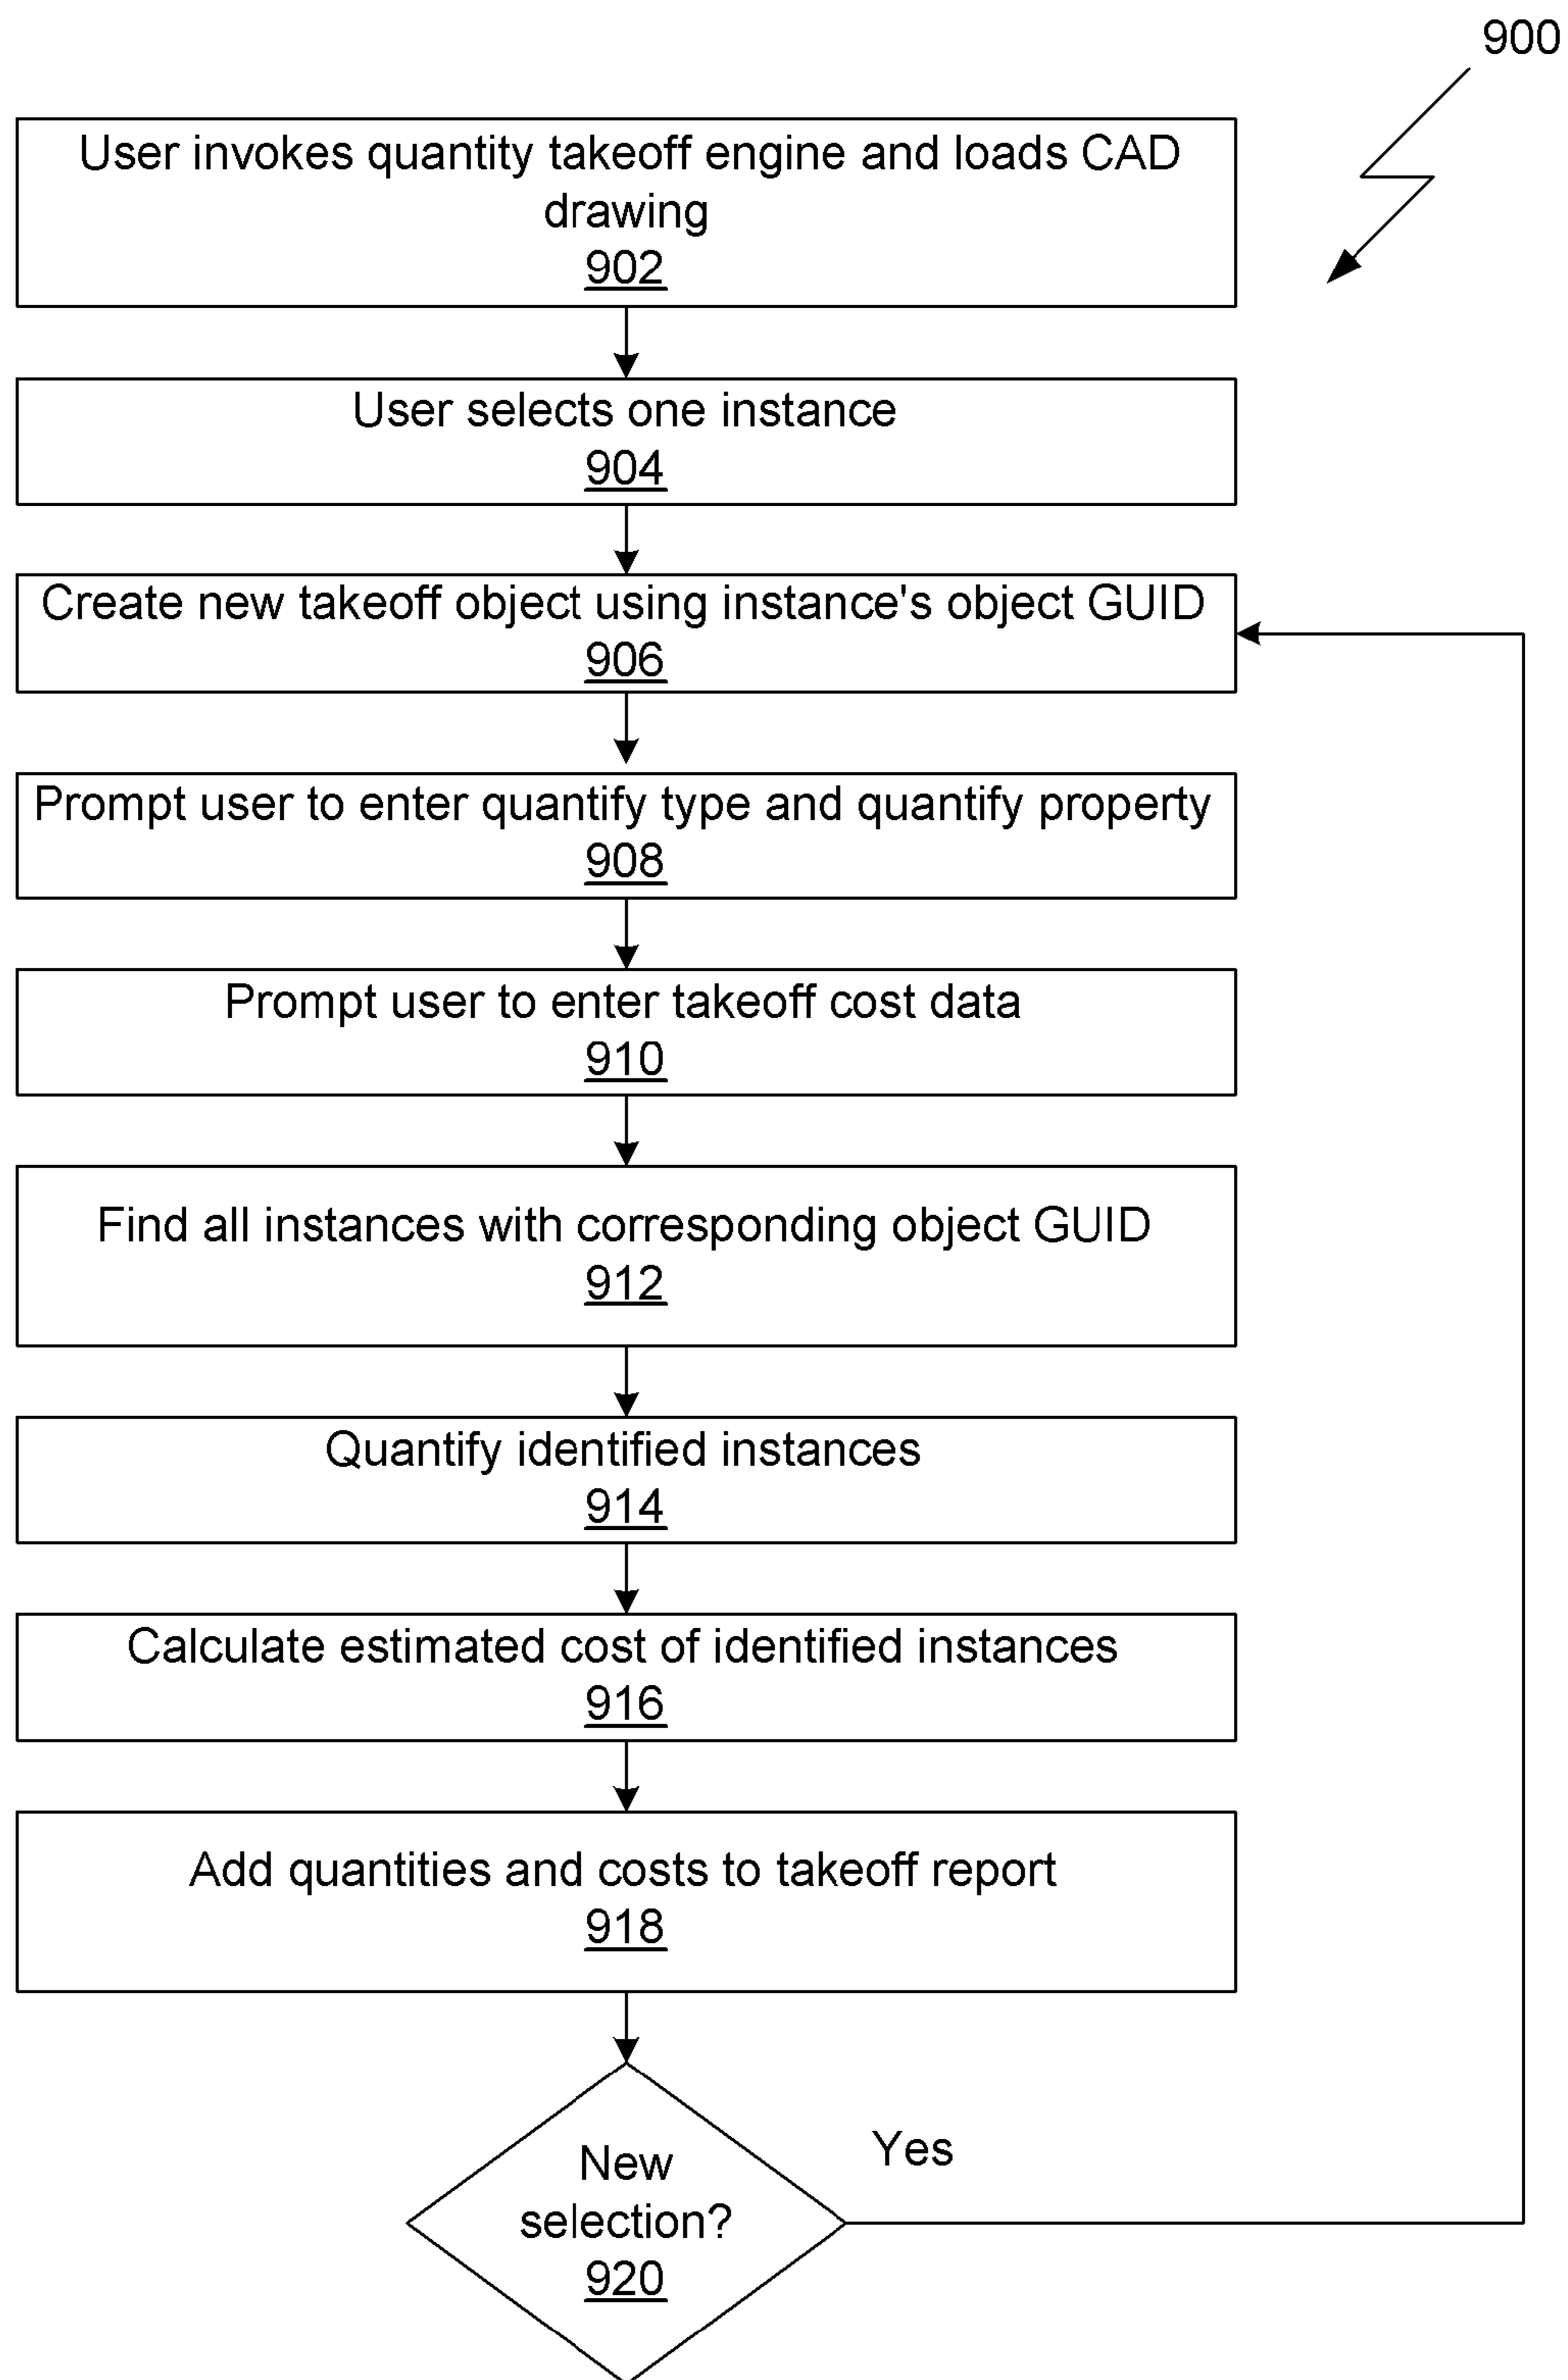 900
User invokes quantity takeoff engine and loads CAD
drawing
902
User selects one instance
904
Create new takeoff object using instance's object GUID
906
Prompt user to enter quantify type and quantify property
908
Prompt user to enter takeoff cost data
910
Find all instances with corresponding object GUID
912
Quantify identified instances
914
Calculate estimated cost of identified instances
916
Add quantities and costs to takeoff report
918
New
selection?
920
Yes